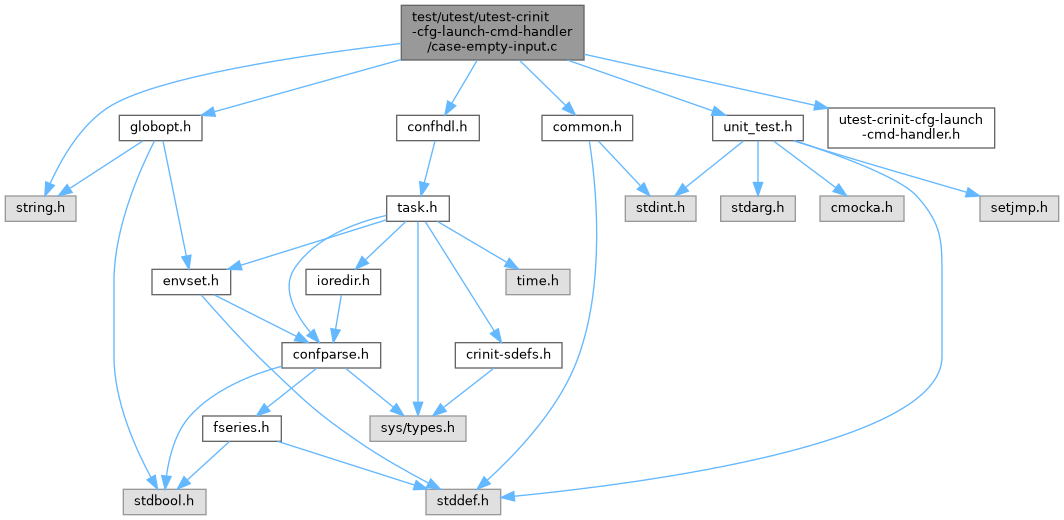 test/utest/utest-crinit
-cfg-launch-cmd-handler
/case-empty-input.c
globopt.h
confhdl.h
common.h
unit_test.h
utest-crinit-cfg-launch
-cmd-handler.h
string.h
task.h
stdint.h
stdarg.h
cmocka.h
setjmp.h
envset.h
ioredir.h
time.h
confparse.h
crinit-sdefs.h
fseries.h
sys/types.h
stdbool.h
stddef.h